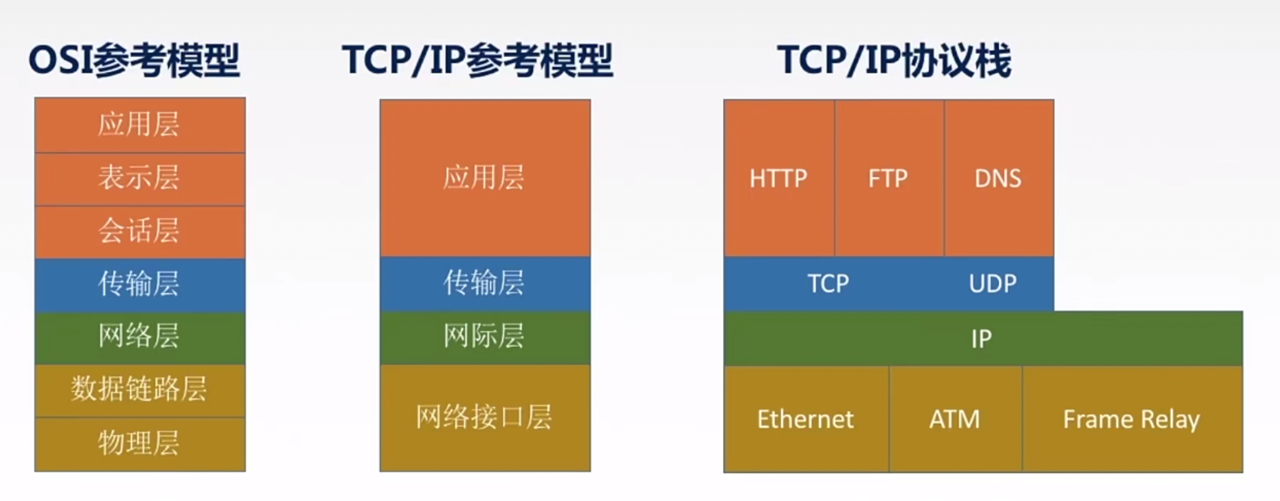 OSI参考模型
应用层
表示层
会话层
传输层
网络层
数据链路层
物理层
TCP/IP参考模型
应用层
传输层
网际层
网络接口层
TCP/IP协议栈
HTTP FTP DNS
TCP UDP
IP
Ethernet ATM Frame Relay